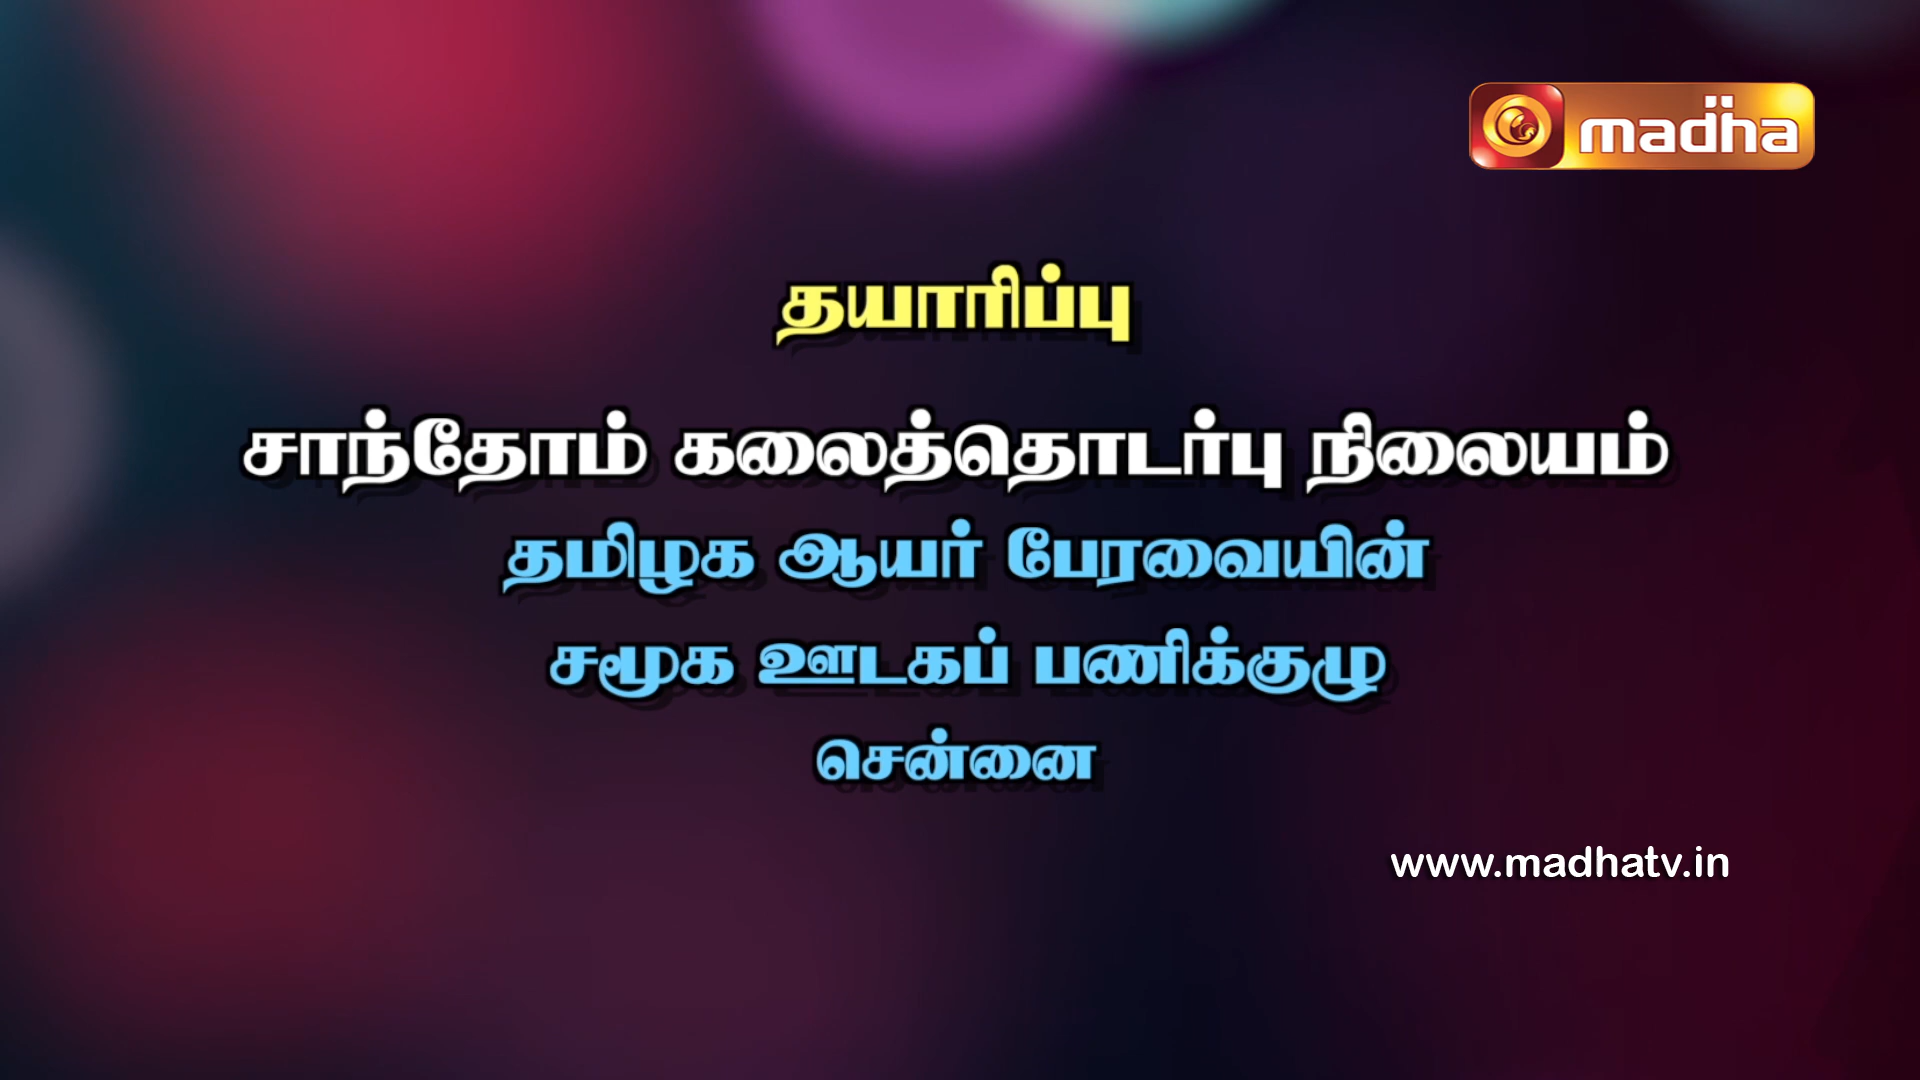 madha
தயாரிப்பு
சாந்தோம் கலைத்தொடர்பு நிலையம்
தமிழக ஆயர் பேரவையின்
சமூக ஊடகப் பணிக்குழு
சென்னை
www.madhatv.in